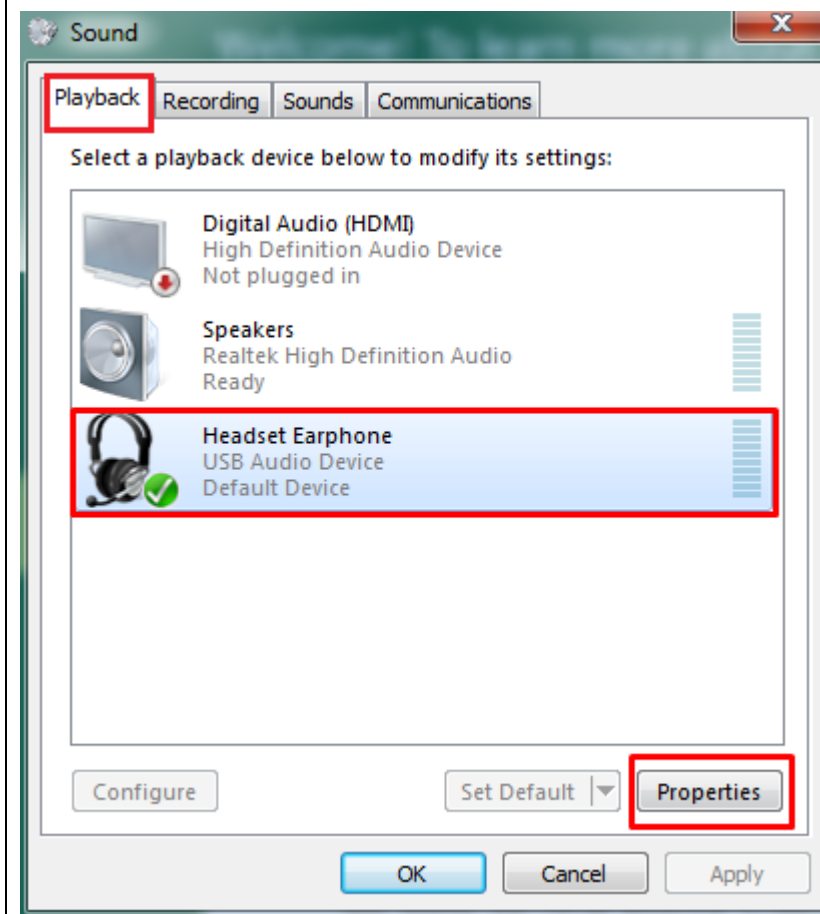 Sound
Playback Recording Sounds Communications
Select a playback device below to modify its settings:
Digital Audio (HDMI)
High Definition Audio Device
Not plugged in
Speakers
Realtek High Definition Audio
Ready
Headset Earphone
USB Audio Device
Default Device
Configure Set Default Properties
OK Cancel Apply